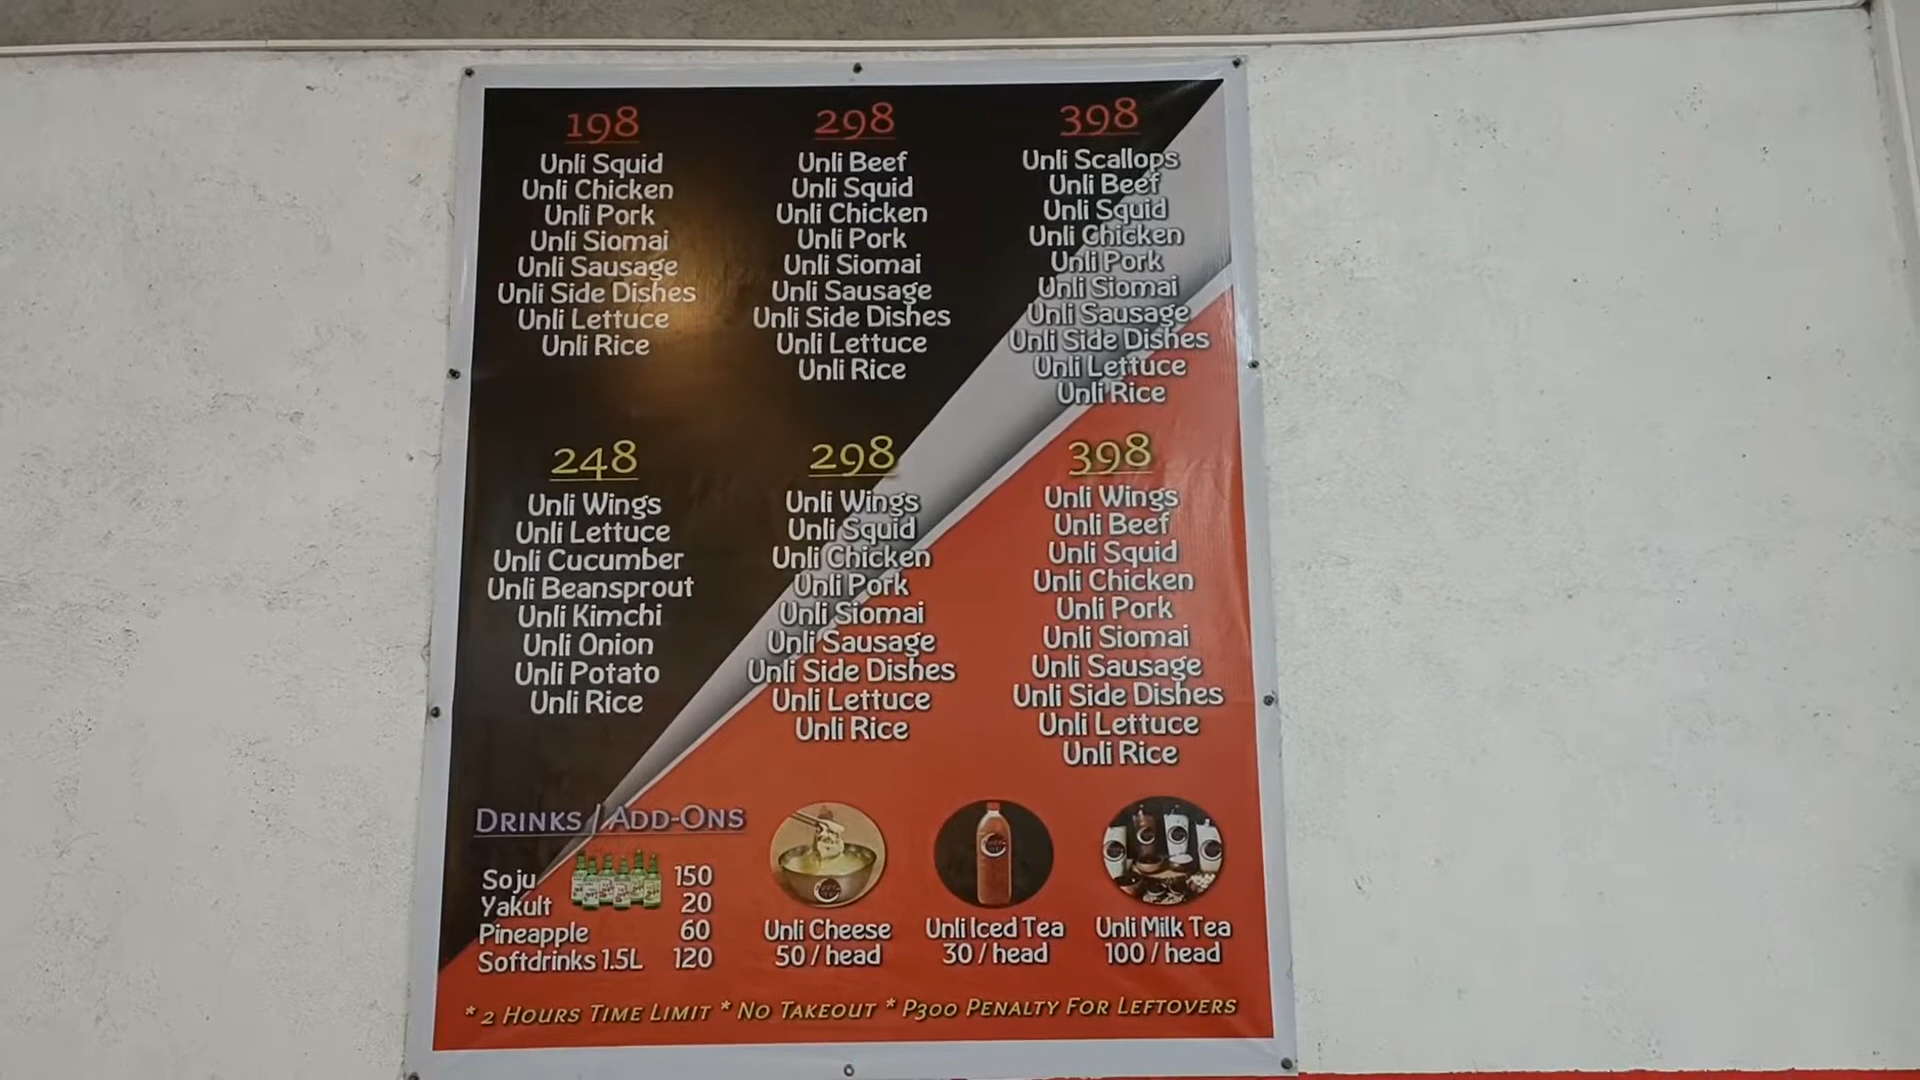 198
Unli Squid
Unli Chicken
Unli Pork
Unli Siomai
Unli Sausage
Unli Side Dishes
Unli Lettuce
Unli Rice
298
Unli Beef
Unli Squid
Unli Chicken
Unli Pork
Unli Siomai
Unli Sausage
Unli Side Dishes
Unli Lettuce
Unli Rice
398
Unli Scallops
Unli Beef
Unli Squid
Unli Chicken
Unli Pork
Unli Siomai
Unli Sausage
Unli Side Dishes
Unli Lettuce
Unli Rice
248
Unli Wings
Unli Lettuce
Unli Cucumber
Unli Beansprout
Unli Kimchi
Unli Onion
Unli Potato
Unli Rice
298
Unli Wings
Unli Squid
Unli Chicken
Unli Pork
Unli Siomai
Unli Sausage
Unli Side Dishes
Unli Lettuce
Unli Rice
398
Unli Wings
Unli Beef
Unli Squid
Unli Chicken
Unli Pork
Unli Siomai
Unli Sausage
Unli Side Dishes
Unli Lettuce
Unli Rice
DRINKS / ADD-ONS
Soju 150
Yakult 20
Pineapple 60
Softdrinks 1.5L 120
Unli Cheese
50 / head
Unli Iced Tea
30 / head
Unli Milk Tea
100 / head
* 2 HOURS TIME LIMIT * NO TAKEOUT * P300 PENALTY FOR LEFTOVERS